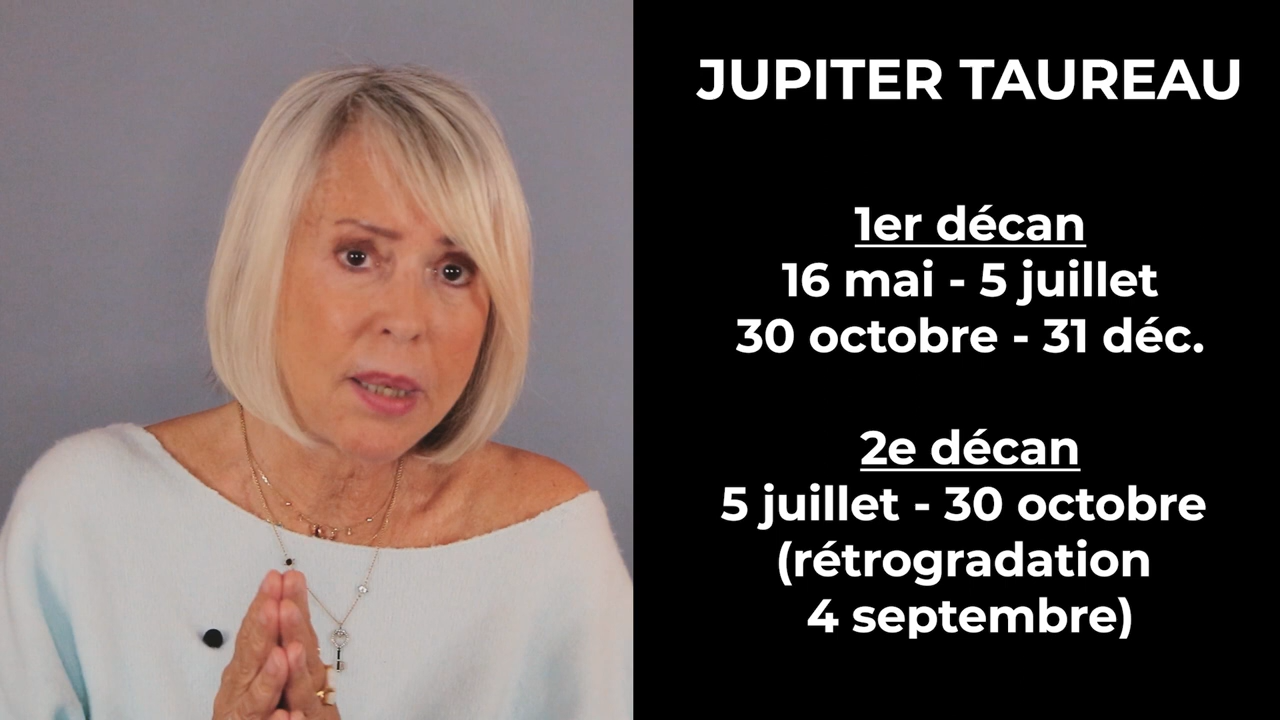 JUPITER TAUREAU
1er décan
16 mai - 5 juillet
30 octobre - 31 déc.
2e décan
5 juillet - 30 octobre
(rétrogradation
4 septembre)